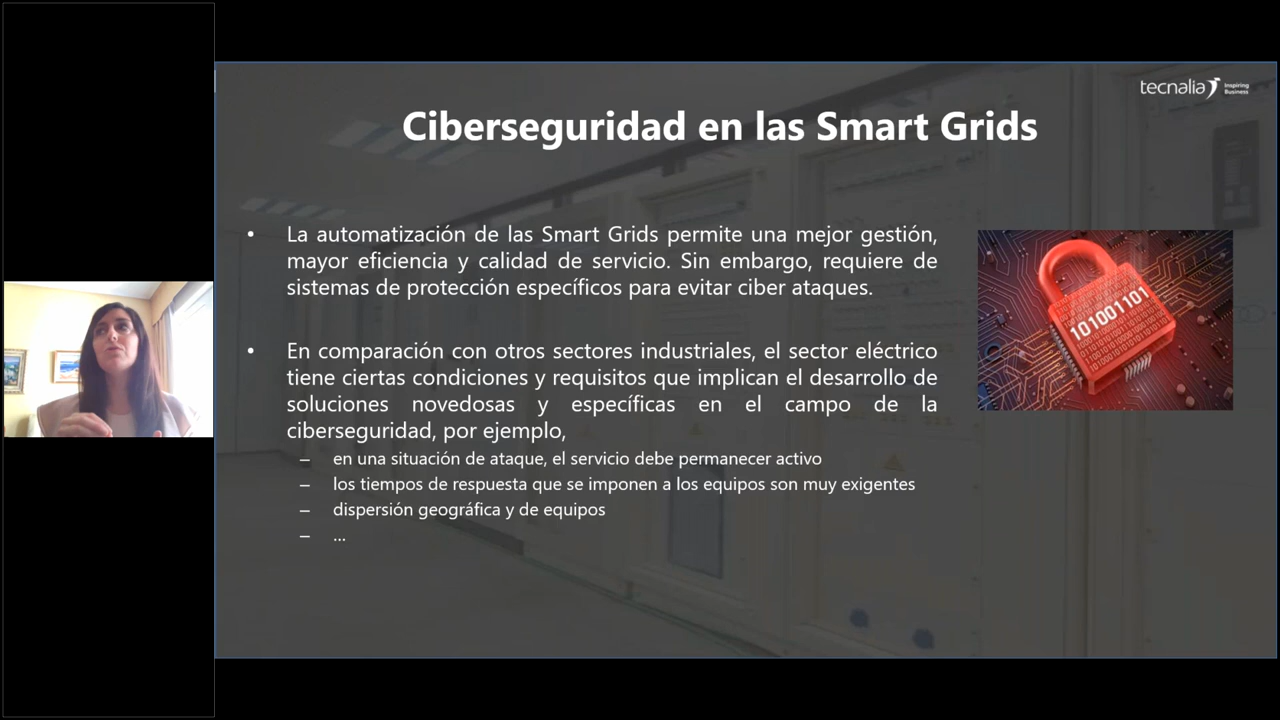 tecnalia Inspiring
Business
Ciberseguridad en las Smart Grids
• La automatización de las Smart Grids permite una mejor gestión,
mayor eficiencia y calidad de servicio. Sin embargo, requiere de
sistemas de protección específicos para evitar ciber ataques.
• En comparación con otros sectores industriales, el sector eléctrico
tiene ciertas condiciones y requisitos que implican el desarrollo de
soluciones novedosas y específicas en el campo de la
ciberseguridad, por ejemplo,
– en una situación de ataque, el servicio debe permanecer activo
– los tiempos de respuesta que se imponen a los equipos son muy exigentes
– dispersión geográfica y de equipos
– ...
101001101